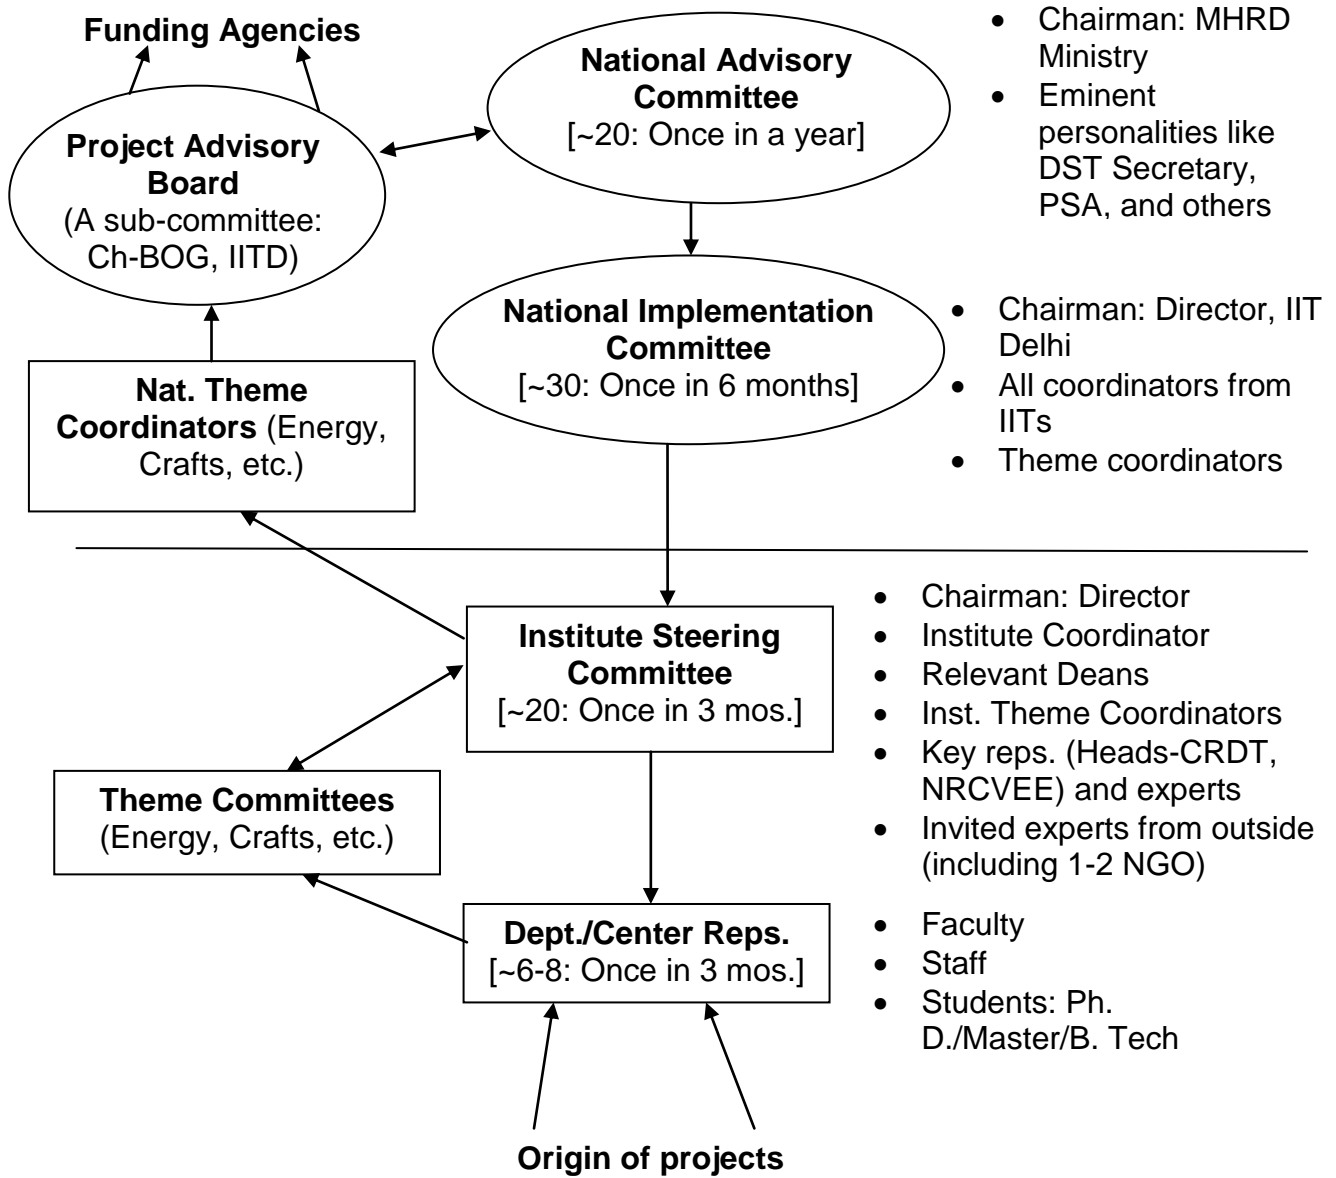 Funding Agencies
Project Advisory
Board
(A sub-committee:
Ch-BOG, IITD)
National Advisory
Committee
[~20: Once in a year]
• Chairman: MHRD
Ministry
• Eminent
personalities like
DST Secretary,
PSA, and others
Nat. Theme
Coordinators (Energy,
Crafts, etc.)
National Implementation
Committee
[~30: Once in 6 months]
• Chairman: Director, IIT
Delhi
• All coordinators from
IITs
• Theme coordinators
Institute Steering
Committee
[~20: Once in 3 mos.]
• Chairman: Director
• Institute Coordinator
• Relevant Deans
• Inst. Theme Coordinators
• Key reps. (Heads-CRDT,
NRCVEE) and experts
• Invited experts from outside
(including 1-2 NGO)
Theme Committees
(Energy, Crafts, etc.)
Dept./Center Reps.
[~6-8: Once in 3 mos.]
• Faculty
• Staff
• Students: Ph.
D./Master/B. Tech
Origin of projects